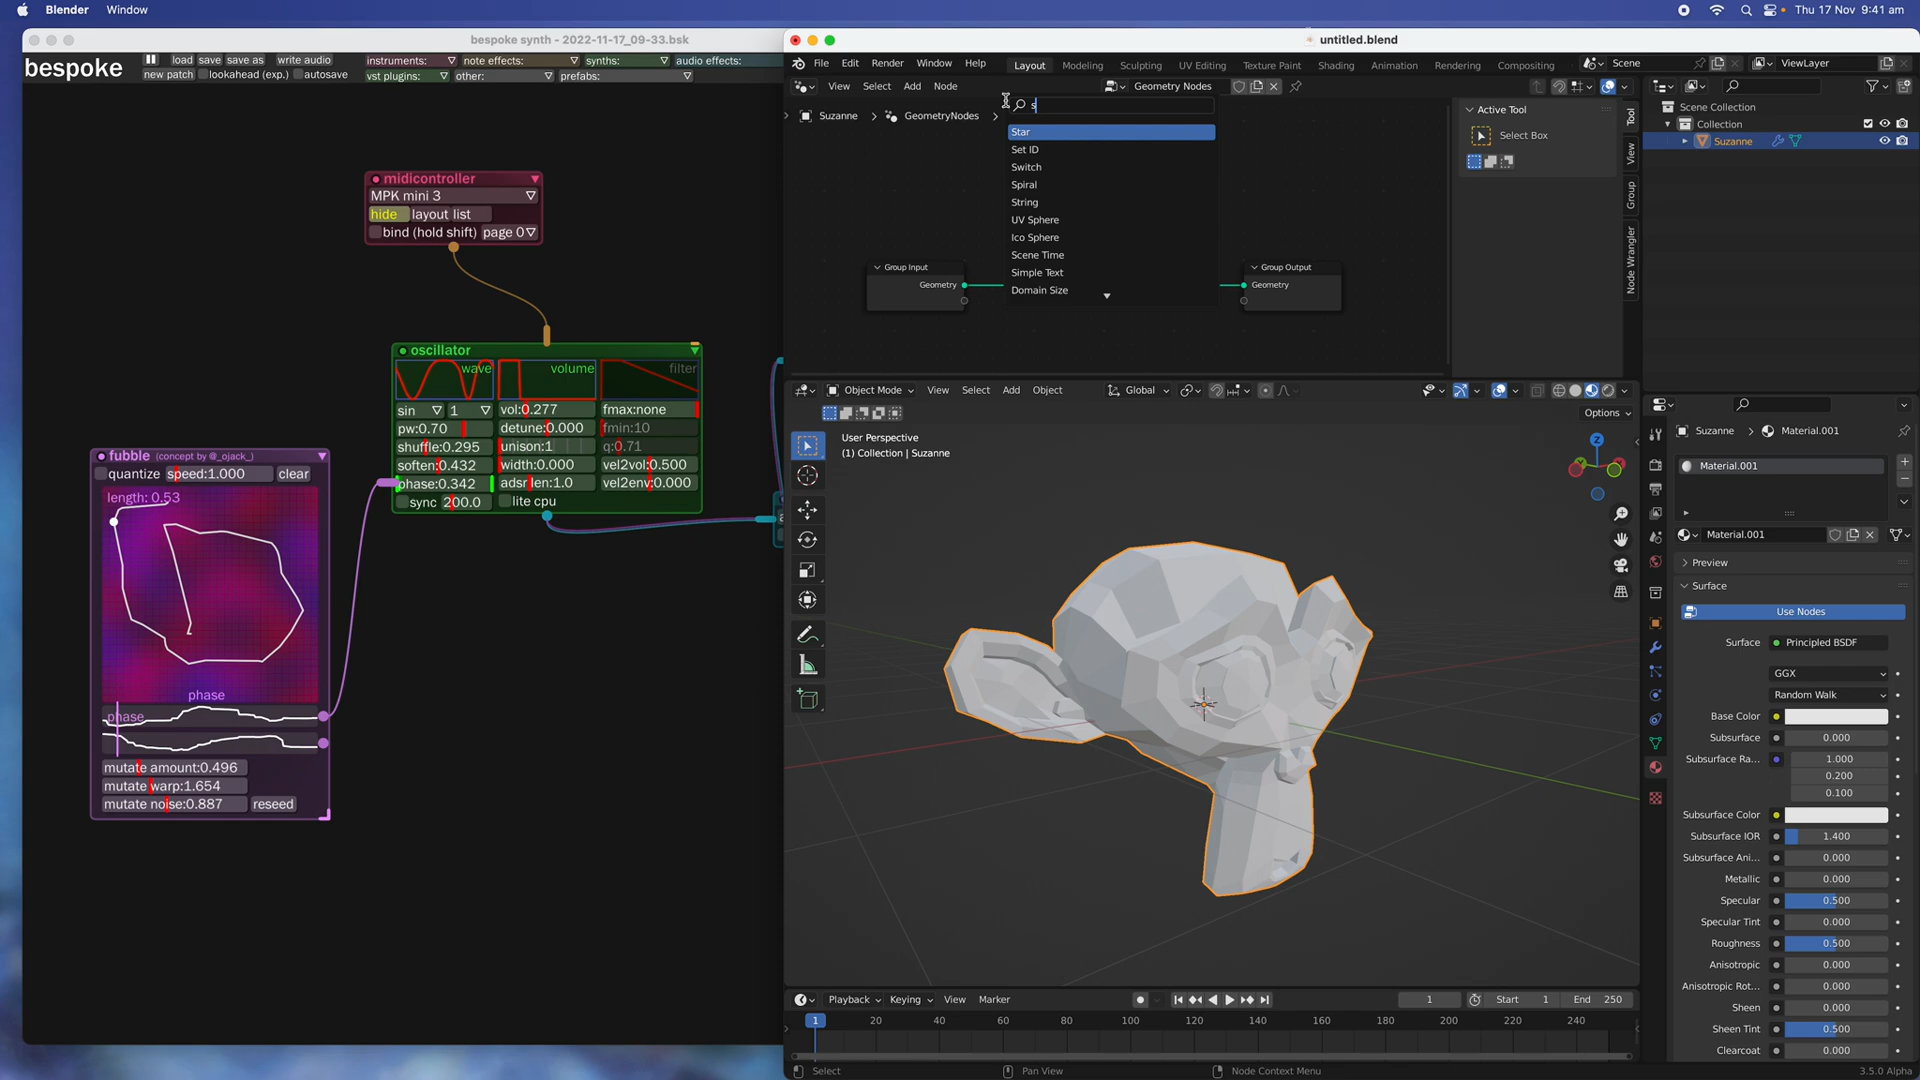 Blender Window
Thu 17 Nov 9:41 am
bespoke synth - 2022-11-17_09-33.bsk
bespoke
load save save as write audio
new patch lookahead (exp.) autosave
instruments: note effects: synths: audio effects:
vst plugins: other: prefabs:
midicontroller
MPK mini 3
hide layout list
bind (hold shift) page 0
oscillator
wave volume filter
sin 1 vol:0.277 fmax:none
pw:0.70 detune:0.000 fmin:10
shuffle:0.295 unison:1 q:0.71
soften:0.432 width:0.000 vel2vol:0.500
phase:0.342 adsr len:1.0 vel2env:0.000
sync 200.0 lite cpu
fubble (concept by @_ojack_)
quantize speed:1.000 clear
length: 0.53
phase
phase
mutate amount:0.496
mutate warp:1.654
mutate noise:0.887 reseed
untitled.blend
File Edit Render Window Help Layout Modeling Sculpting UV Editing Texture Paint Shading Animation Rendering Compositing Scene ViewLayer
View Select Add Node Geometry Nodes
Suzanne > GeometryNodes >
s
Star
Set ID
Switch
Spiral
String
UV Sphere
Ico Sphere
Scene Time
Simple Text
Domain Size
Group Input
Geometry
Group Output
Geometry
Active Tool
Select Box
Tool
View
Group
Node Wrangler
Scene Collection
Collection
Suzanne
Object Mode View Select Add Object Global
Options
User Perspective
(1) Collection | Suzanne
Z
Suzanne > Material.001
Material.001
Material.001
Preview
Surface
Use Nodes
Surface Principled BSDF
GGX
Random Walk
Base Color
Subsurface 0.000
Subsurface Ra... 1.000
0.200
0.100
Subsurface Color
Subsurface IOR 1.400
Subsurface Ani... 0.000
Metallic 0.000
Specular 0.500
Specular Tint 0.000
Roughness 0.500
Anisotropic 0.000
Anisotropic Rot... 0.000
Sheen 0.000
Sheen Tint 0.500
Clearcoat 0.000
Playback Keying View Marker 1 Start 1 End 250
1 20 40 60 80 100 120 140 160 180 200 220 240
Select Pan View Node Context Menu 3.5.0 Alpha